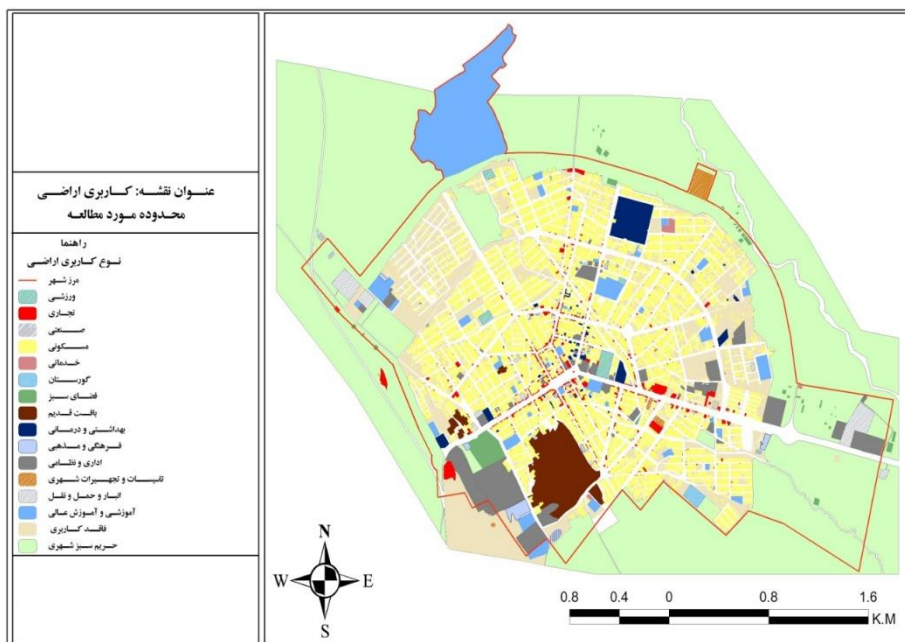 عنوان نقشه: کاربری اراضی
محدوده مورد مطالعه
راهنما
نوع کاربری اراضی
مرز شهر
ورزشی
تجاری
صنعتی
مسکونی
خدماتی
گورستان
فضای سبز
بافت قدیم
بهداشتی و درمانی
فرهنگی و مذهبی
اداری و نظامی
تاسیسات و تجهیزات شهری
انبار و حمل و نقل
آموزشی و آموزش عالی
فاقد کاربری
حریم سبز شهری
N
W E
S
0.8 0.4 0 0.8 1.6
K.M